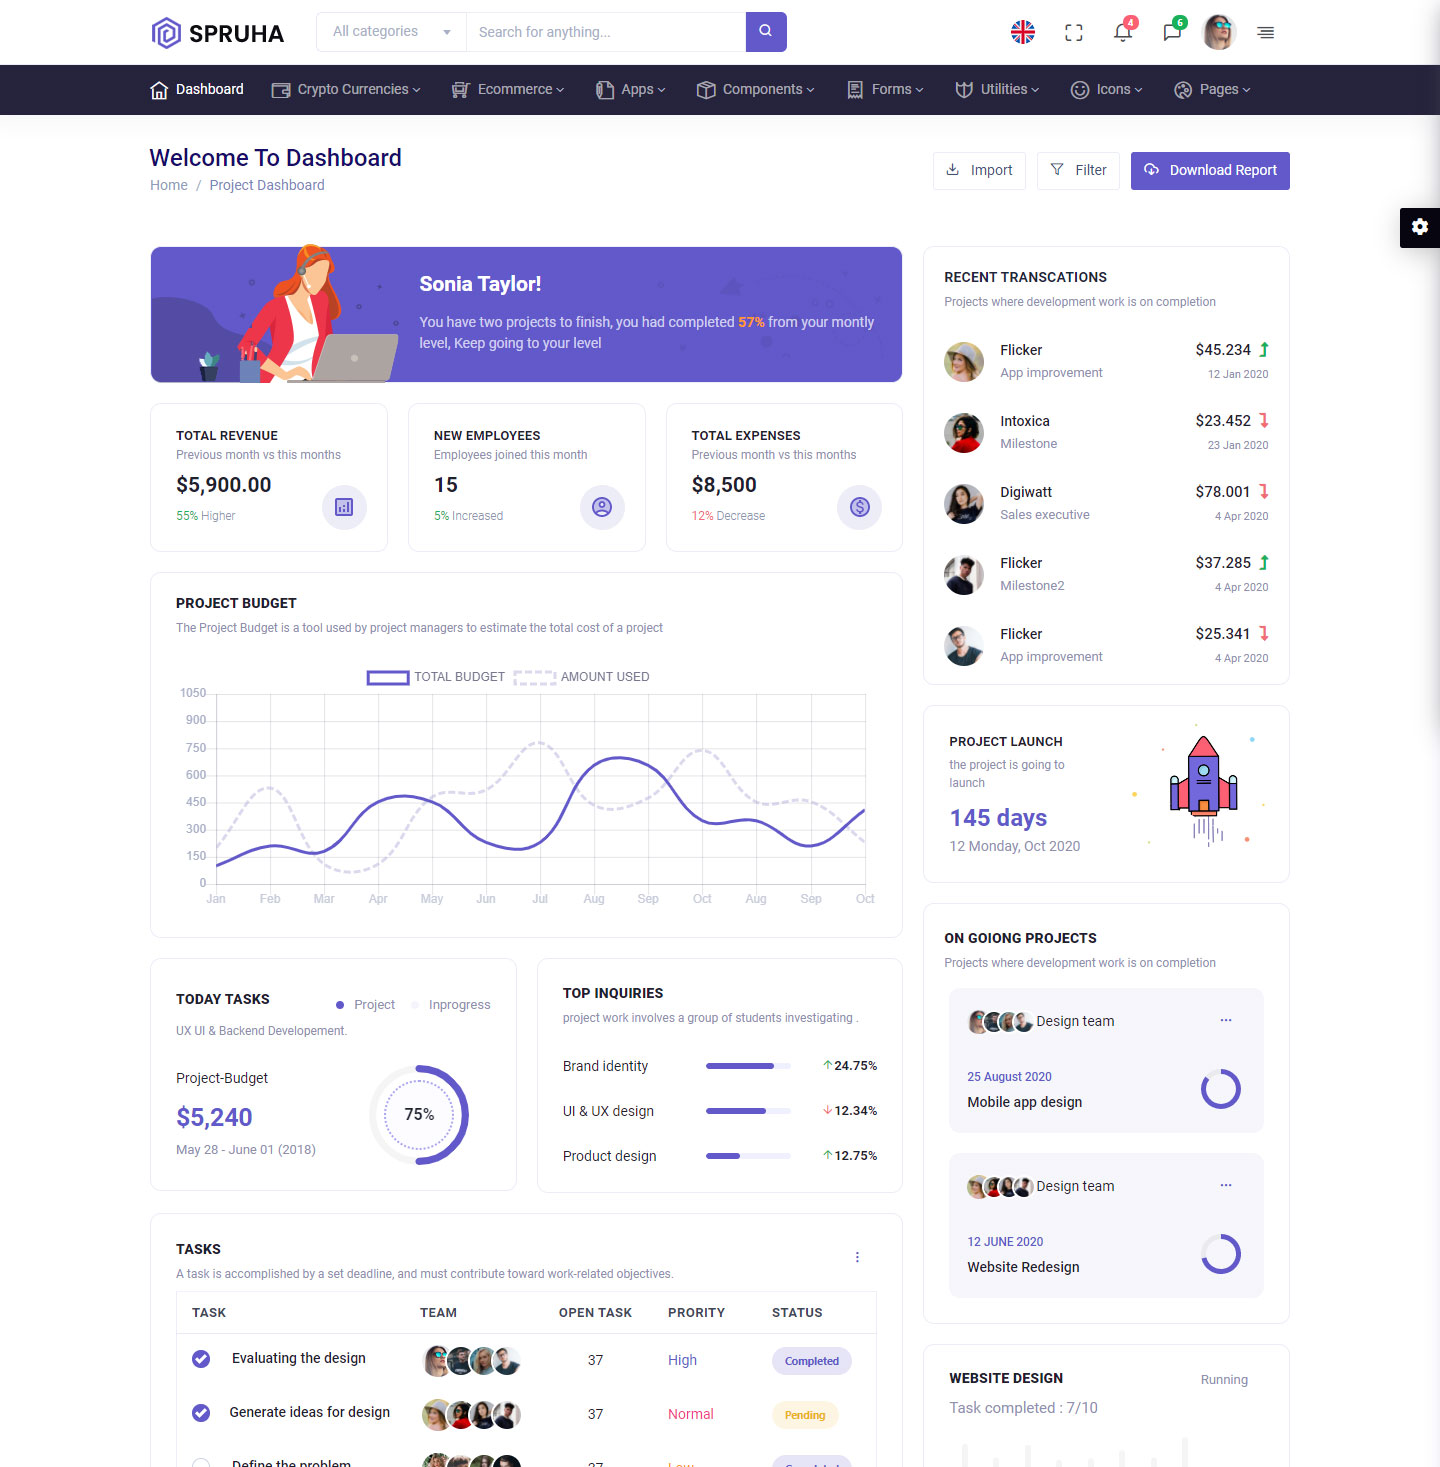 SPRUHA
All categories
Search for anything...
4
6
Dashboard
Crypto Currencies
Ecommerce
Apps
Components
Forms
Utilities
Icons
Pages
Welcome To Dashboard
Home / Project Dashboard
Import
Filter
Download Report
Sonia Taylor!
You have two projects to finish, you had completed 57% from your montly
level, Keep going to your level
TOTAL REVENUE
Previous month vs this months
$5,900.00
55% Higher
NEW EMPLOYEES
Employees joined this month
15
5% Increased
TOTAL EXPENSES
Previous month vs this months
$8,500
12% Decrease
PROJECT BUDGET
The Project Budget is a tool used by project managers to estimate the total cost of a project
TOTAL BUDGET
AMOUNT USED
1050
900
750
600
450
300
150
0
Jan Feb Mar Apr May Jun Jul Aug Sep Oct Aug Sep Oct
TODAY TASKS
Project
Inprogress
UX UI & Backend Developement.
Project-Budget
$5,240
May 28 - June 01 (2018)
75%
TOP INQUIRIES
project work involves a group of students investigating .
Brand identity
24.75%
UI & UX design
12.34%
Product design
12.75%
TASKS
A task is accomplished by a set deadline, and must contribute toward work-related objectives.
TASK TEAM OPEN TASK PRORITY STATUS
Evaluating the design 37 High Completed
Generate ideas for design 37 Normal Pending
Define the problem 37 Low Completed
RECENT TRANSCATIONS
Projects where development work is on completion
Flicker $45.234
App improvement 12 Jan 2020
Intoxica $23.452
Milestone 23 Jan 2020
Digiwatt $78.001
Sales executive 4 Apr 2020
Flicker $37.285
Milestone2 4 Apr 2020
Flicker $25.341
App improvement 4 Apr 2020
PROJECT LAUNCH
the project is going to
launch
145 days
12 Monday, Oct 2020
ON GOIONG PROJECTS
Projects where development work is on completion
Design team
25 August 2020
Mobile app design
Design team
12 JUNE 2020
Website Redesign
WEBSITE DESIGN
Running
Task completed : 7/10